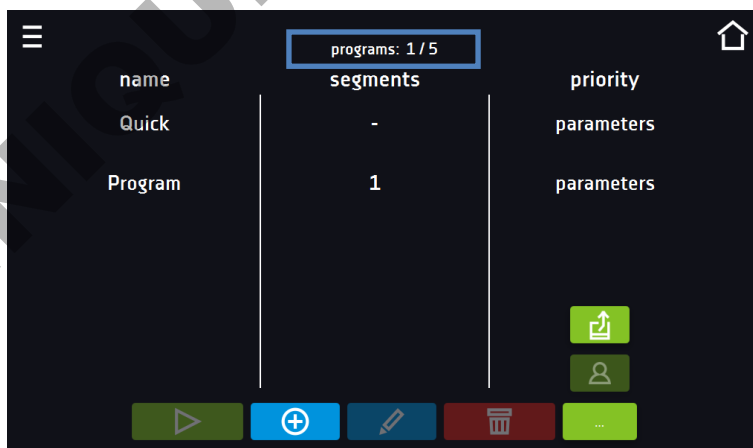 programs: 1 / 5
name segments priority
Quick - parameters
Program 1 parameters
...